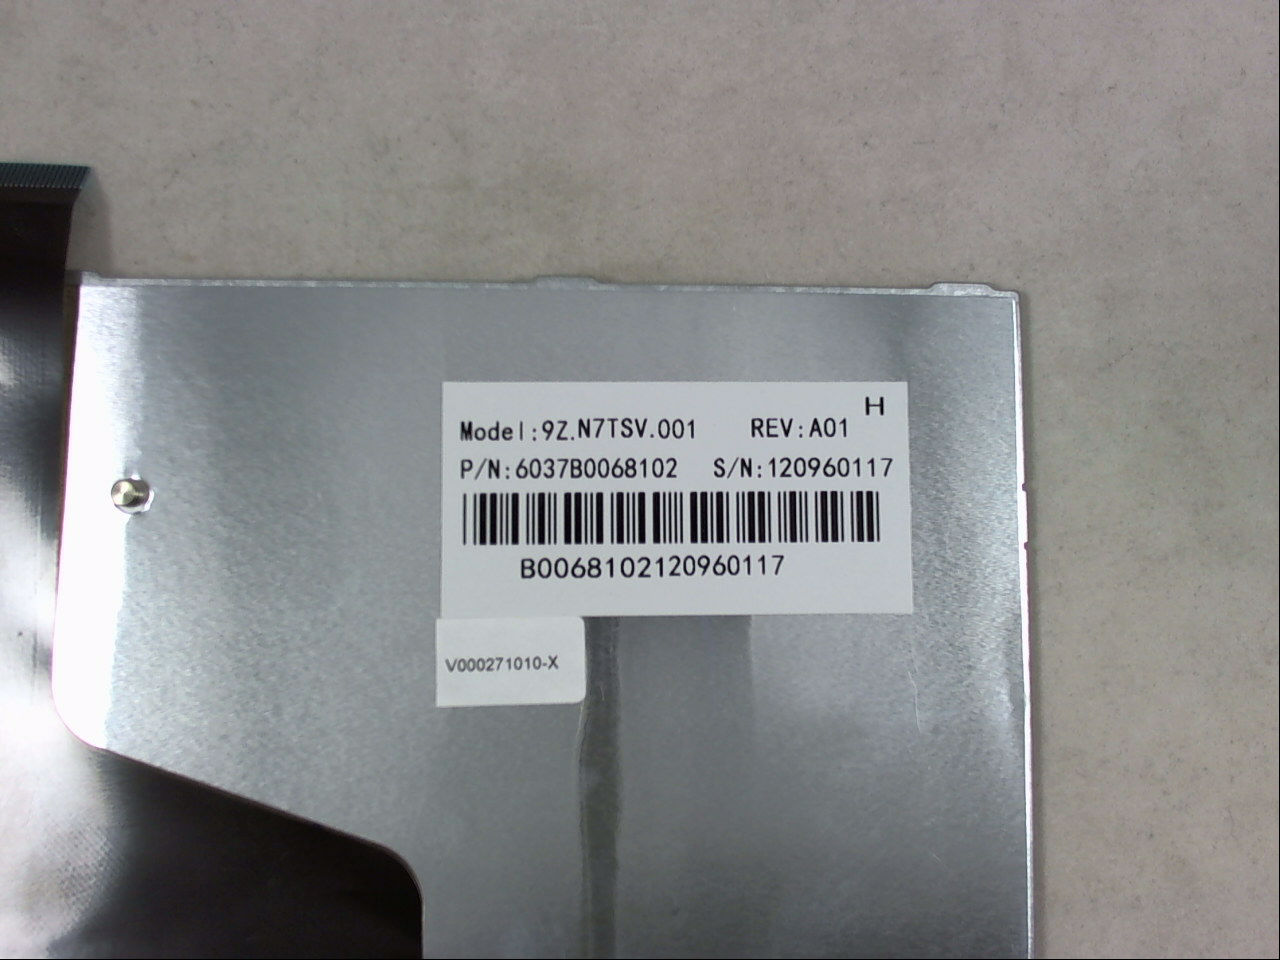 H
Model:9Z.N7TSV.001 REV:A01
P/N:6037B0068102 S/N:120960117
B0068102120960117
V000271010-X